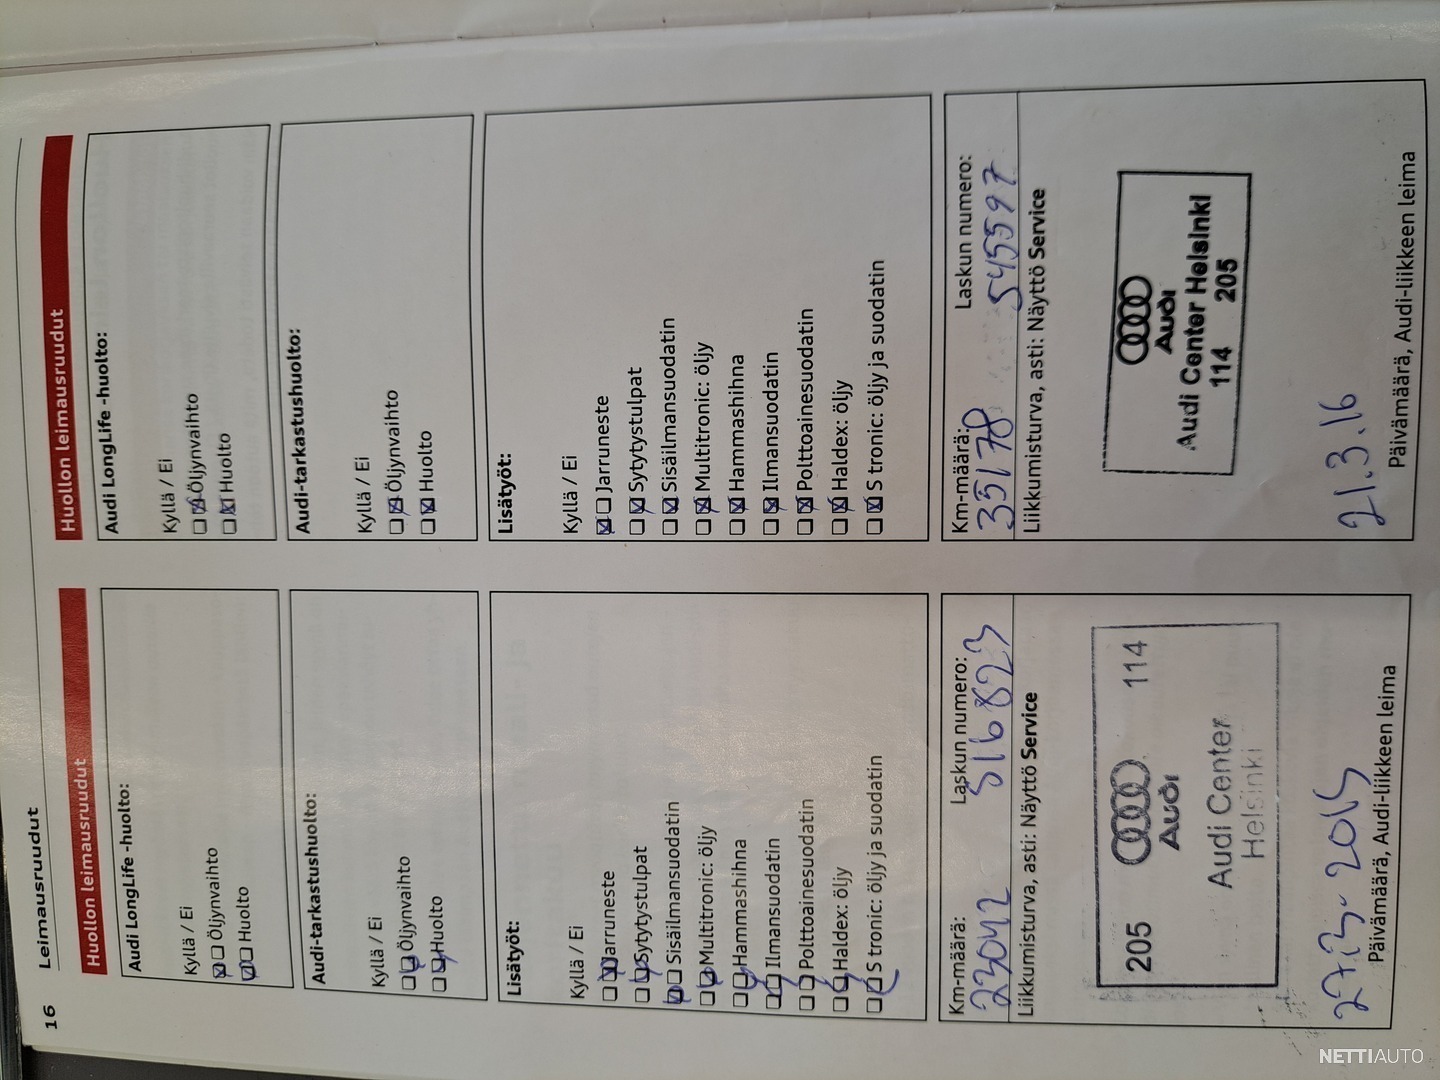 16
Leimausruudut
Huollon leimausruudut
Audi LongLife -huolto:
Kyllä / Ei
Öljynvaihto
Huolto
Audi-tarkastushuolto:
Kyllä / Ei
Öljynvaihto
Huolto
Lisätyöt:
Kyllä / Ei
Jarruneste
Sytytystulpat
Sisäilmansuodatin
Multitronic: öljy
Hammashihna
Ilmansuodatin
Polttoainesuodatin
Haldex: öljy
S tronic: öljy ja suodatin
Km-määrä: Laskun numero:
23042 516823
Liikkumisturva, asti: Näyttö Service
205 Audi 114
Audi Center
Helsinki
27.3.2015
Päivämäärä, Audi-liikkeen leima
Huollon leimausruudut
Audi LongLife -huolto:
Kyllä / Ei
Öljynvaihto
Huolto
Audi-tarkastushuolto:
Kyllä / Ei
Öljynvaihto
Huolto
Lisätyöt:
Kyllä / Ei
Jarruneste
Sytytystulpat
Sisäilmansuodatin
Multitronic: öljy
Hammashihna
Ilmansuodatin
Polttoainesuodatin
Haldex: öljy
S tronic: öljy ja suodatin
Km-määrä: Laskun numero:
35178 545597
Liikkumisturva, asti: Näyttö Service
Audi
Audi Center Helsinki
114 205
21.3.16
Päivämäärä, Audi-liikkeen leima
NETTIAUTO